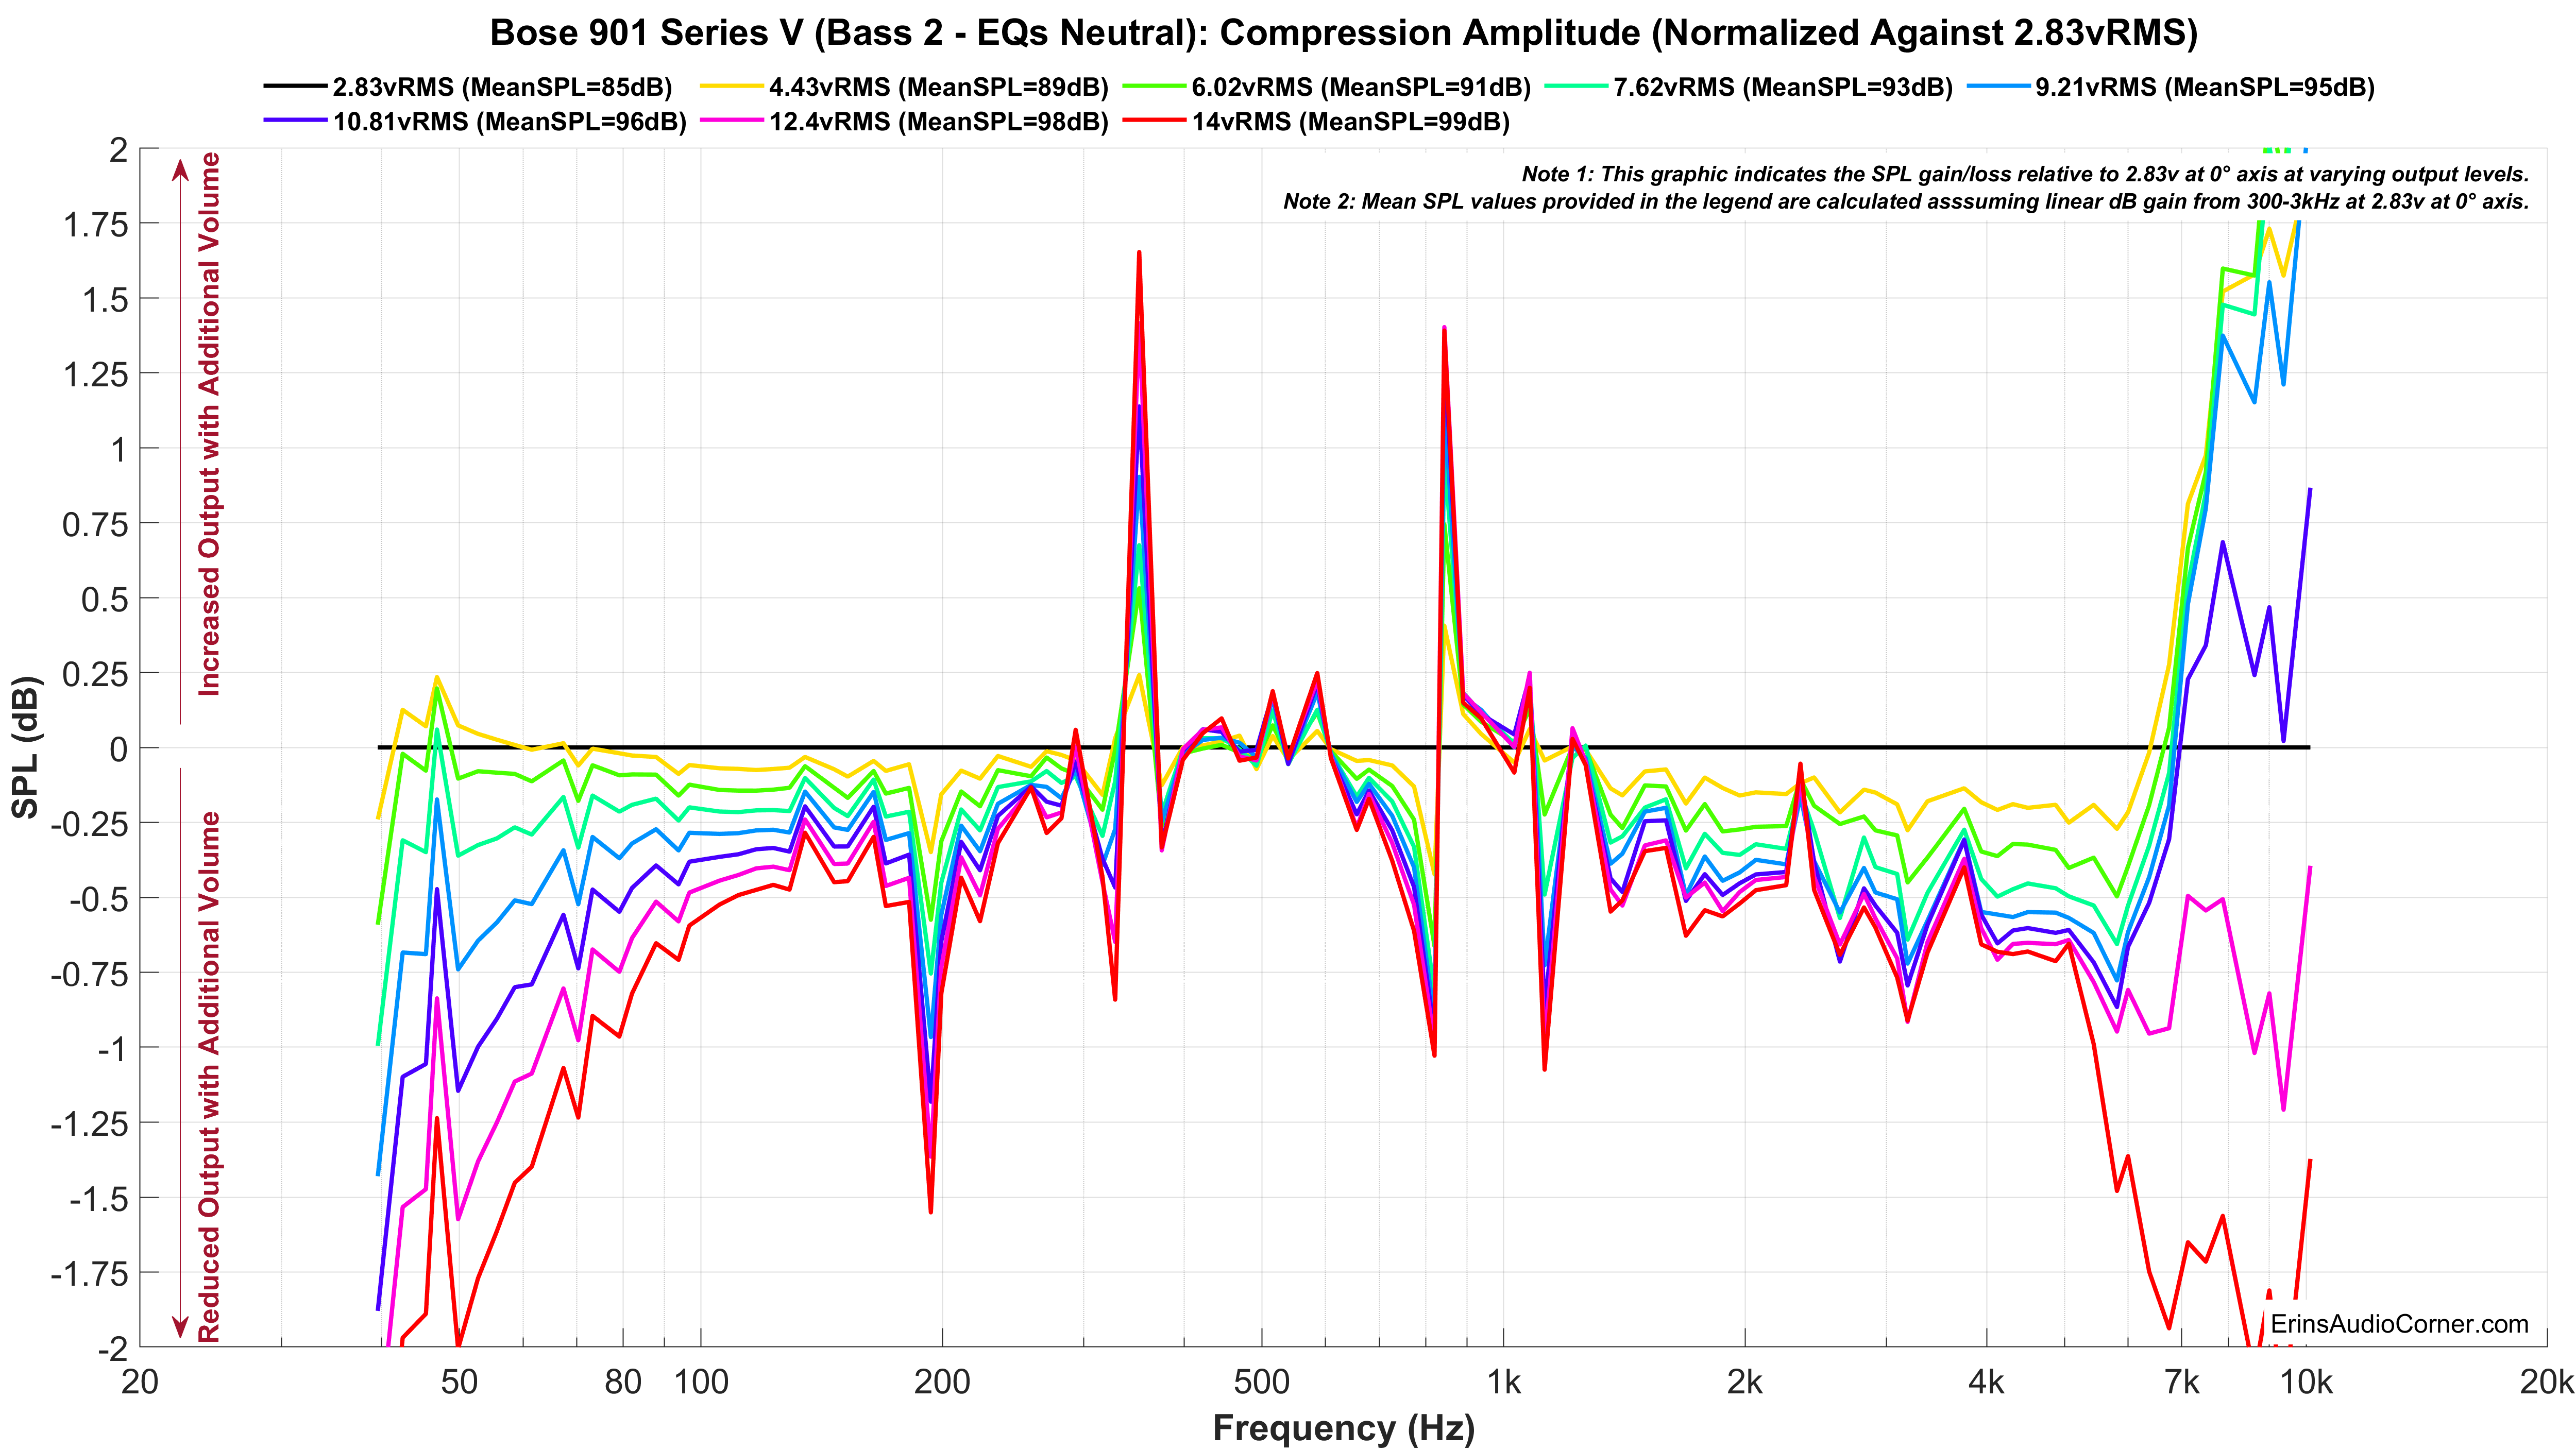 Bose 901 Series V (Bass 2 - EQs Neutral): Compression Amplitude (Normalized Against 2.83vRMS)
2.83vRMS (MeanSPL=85dB) 4.43vRMS (MeanSPL=89dB) 6.02vRMS (MeanSPL=91dB) 7.62vRMS (MeanSPL=93dB) 9.21vRMS (MeanSPL=95dB)
10.81vRMS (MeanSPL=96dB) 12.4vRMS (MeanSPL=98dB) 14vRMS (MeanSPL=99dB)
Note 1: This graphic indicates the SPL gain/loss relative to 2.83v at 0° axis at varying output levels.
Note 2: Mean SPL values provided in the legend are calculated asssuming linear dB gain from 300-3kHz at 2.83v at 0° axis.
Increased Output with Additional Volume
Reduced Output with Additional Volume
SPL (dB)
2
1.75
1.5
1.25
1
0.75
0.5
0.25
0
-0.25
-0.5
-0.75
-1
-1.25
-1.5
-1.75
-2
ErinsAudioCorner.com
20 50 80 100 200 500 1k 2k 4k 7k 10k 20k
Frequency (Hz)